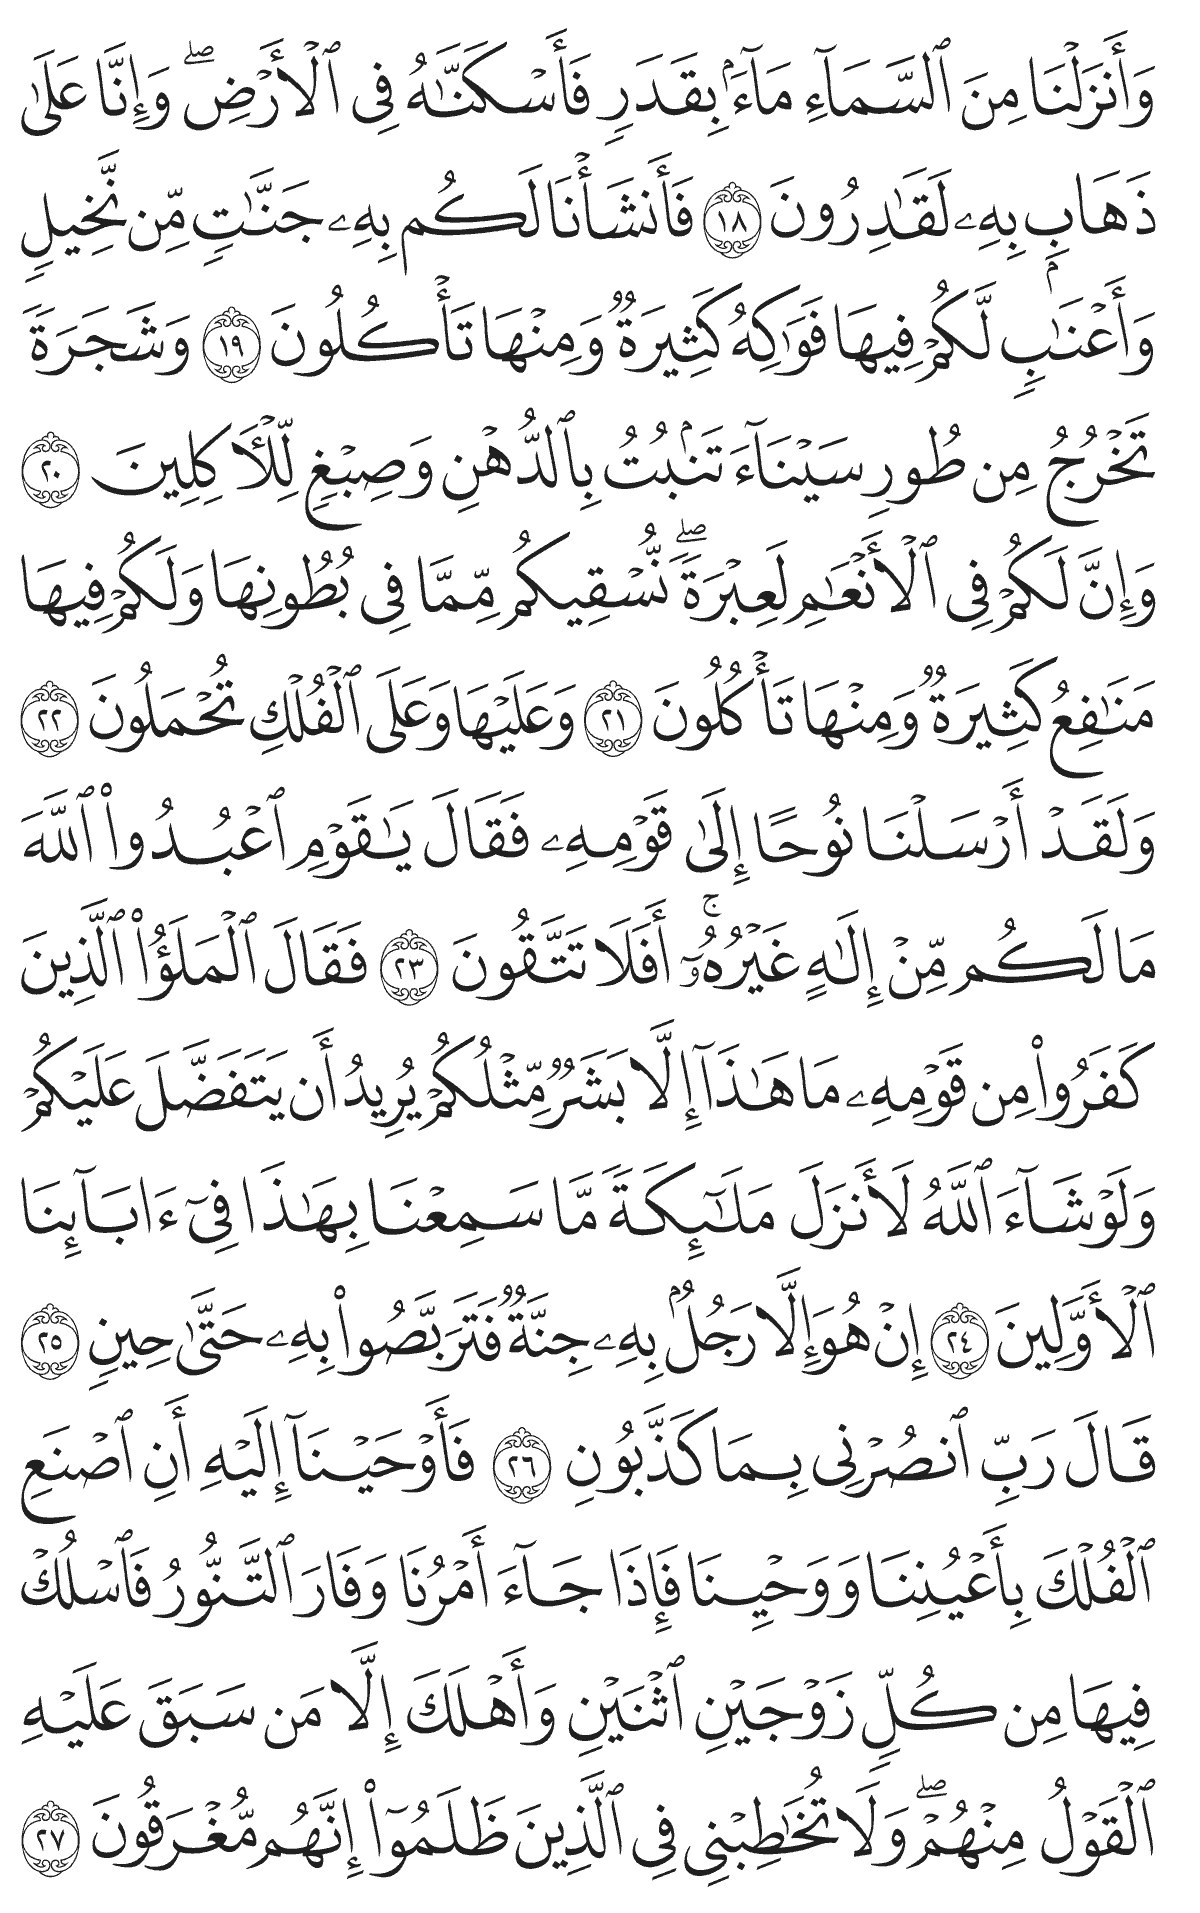 وَأَنزَلۡنَا مِنَ ٱلسَّمَآءِ مَآءَۢ بِقَدَرٖ فَأَسۡكَنَّٰهُ فِي ٱلۡأَرۡضِۖ وَإِنَّا عَلَىٰ
ذَهَابِۭ بِهِۦ لَقَٰدِرُونَ ١٨ فَأَنشَأۡنَا لَكُم بِهِۦ جَنَّٰتٖ مِّن نَّخِيلٖ
وَأَعۡنَٰبٖ لَّكُمۡ فِيهَا فَوَٰكِهُ كَثِيرَةٞ وَمِنۡهَا تَأۡكُلُونَ ١٩ وَشَجَرَةٗ
تَخۡرُجُ مِن طُورِ سَيۡنَآءَ تَنۢبُتُ بِٱلدُّهۡنِ وَصِبۡغٖ لِّلۡأٓكِلِينَ ٢٠
وَإِنَّ لَكُمۡ فِي ٱلۡأَنۡعَٰمِ لَعِبۡرَةٗۖ نُّسۡقِيكُم مِّمَّا فِي بُطُونِهَا وَلَكُمۡ فِيهَا
مَنَٰفِعُ كَثِيرَةٞ وَمِنۡهَا تَأۡكُلُونَ ٢١ وَعَلَيۡهَا وَعَلَى ٱلۡفُلۡكِ تُحۡمَلُونَ ٢٢
وَلَقَدۡ أَرۡسَلۡنَا نُوحًا إِلَىٰ قَوۡمِهِۦ فَقَالَ يَٰقَوۡمِ ٱعۡبُدُواْ ٱللَّهَ
مَا لَكُم مِّنۡ إِلَٰهٍ غَيۡرُهُۥٓۚ أَفَلَا تَتَّقُونَ ٢٣ فَقَالَ ٱلۡمَلَؤُاْ ٱلَّذِينَ
كَفَرُواْ مِن قَوۡمِهِۦ مَا هَٰذَآ إِلَّا بَشَرٞ مِّثۡلُكُمۡ يُرِيدُ أَن يَتَفَضَّلَ عَلَيۡكُمۡ
وَلَوۡ شَآءَ ٱللَّهُ لَأَنزَلَ مَلَٰٓئِكَةٗ مَّا سَمِعۡنَا بِهَٰذَا فِيٓ ءَابَآئِنَا
ٱلۡأَوَّلِينَ ٢٤ إِنۡ هُوَ إِلَّا رَجُلُۢ بِهِۦ جِنَّةٞ فَتَرَبَّصُواْ بِهِۦ حَتَّىٰ حِينٖ ٢٥
قَالَ رَبِّ ٱنصُرۡنِي بِمَا كَذَّبُونِ ٢٦ فَأَوۡحَيۡنَآ إِلَيۡهِ أَنِ ٱصۡنَعِ
ٱلۡفُلۡكَ بِأَعۡيُنِنَا وَوَحۡيِنَا فَإِذَا جَآءَ أَمۡرُنَا وَفَارَ ٱلتَّنُّورُ فَٱسۡلُكۡ
فِيهَا مِن كُلّٖ زَوۡجَيۡنِ ٱثۡنَيۡنِ وَأَهۡلَكَ إِلَّا مَن سَبَقَ عَلَيۡهِ
ٱلۡقَوۡلُ مِنۡهُمۡۖ وَلَا تُخَٰطِبۡنِي فِي ٱلَّذِينَ ظَلَمُوٓاْ إِنَّهُم مُّغۡرَقُونَ ٢٧